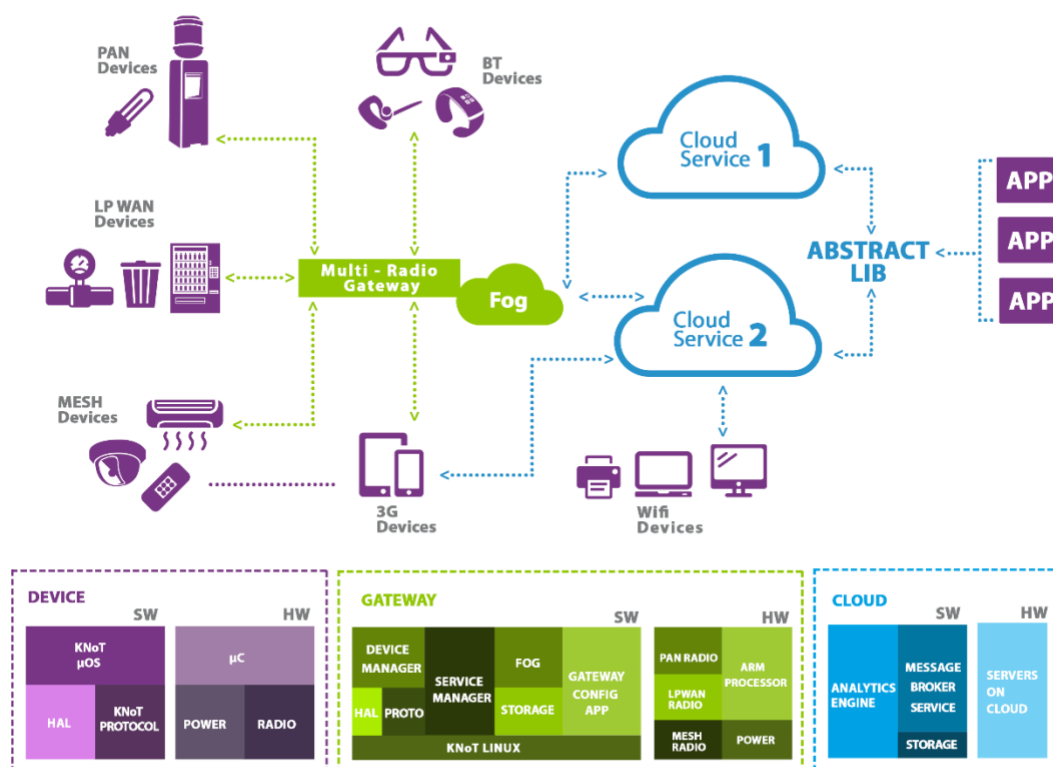 PAN
Devices
BT
Devices
Cloud
Service 1
APP
LP WAN
Devices
APP
ABSTRACT
LIB
Multi - Radio
Gateway
Fog
APP
Cloud
Service 2
MESH
Devices
3G
Devices
Wifi
Devices
DEVICE
SW
HW
KNoT
µOS
HAL
KNoT
PROTOCOL
µC
POWER
RADIO
GATEWAY
SW
HW
DEVICE
MANAGER
HAL
PROTO
SERVICE
MANAGER
FOG
STORAGE
GATEWAY
CONFIG
APP
KNoT LINUX
PAN RADIO
LPWAN
RADIO
MESH
RADIO
ARM
PROCESSOR
POWER
CLOUD
SW
HW
ANALYTICS
ENGINE
MESSAGE
BROKER
SERVICE
STORAGE
SERVERS
ON
CLOUD